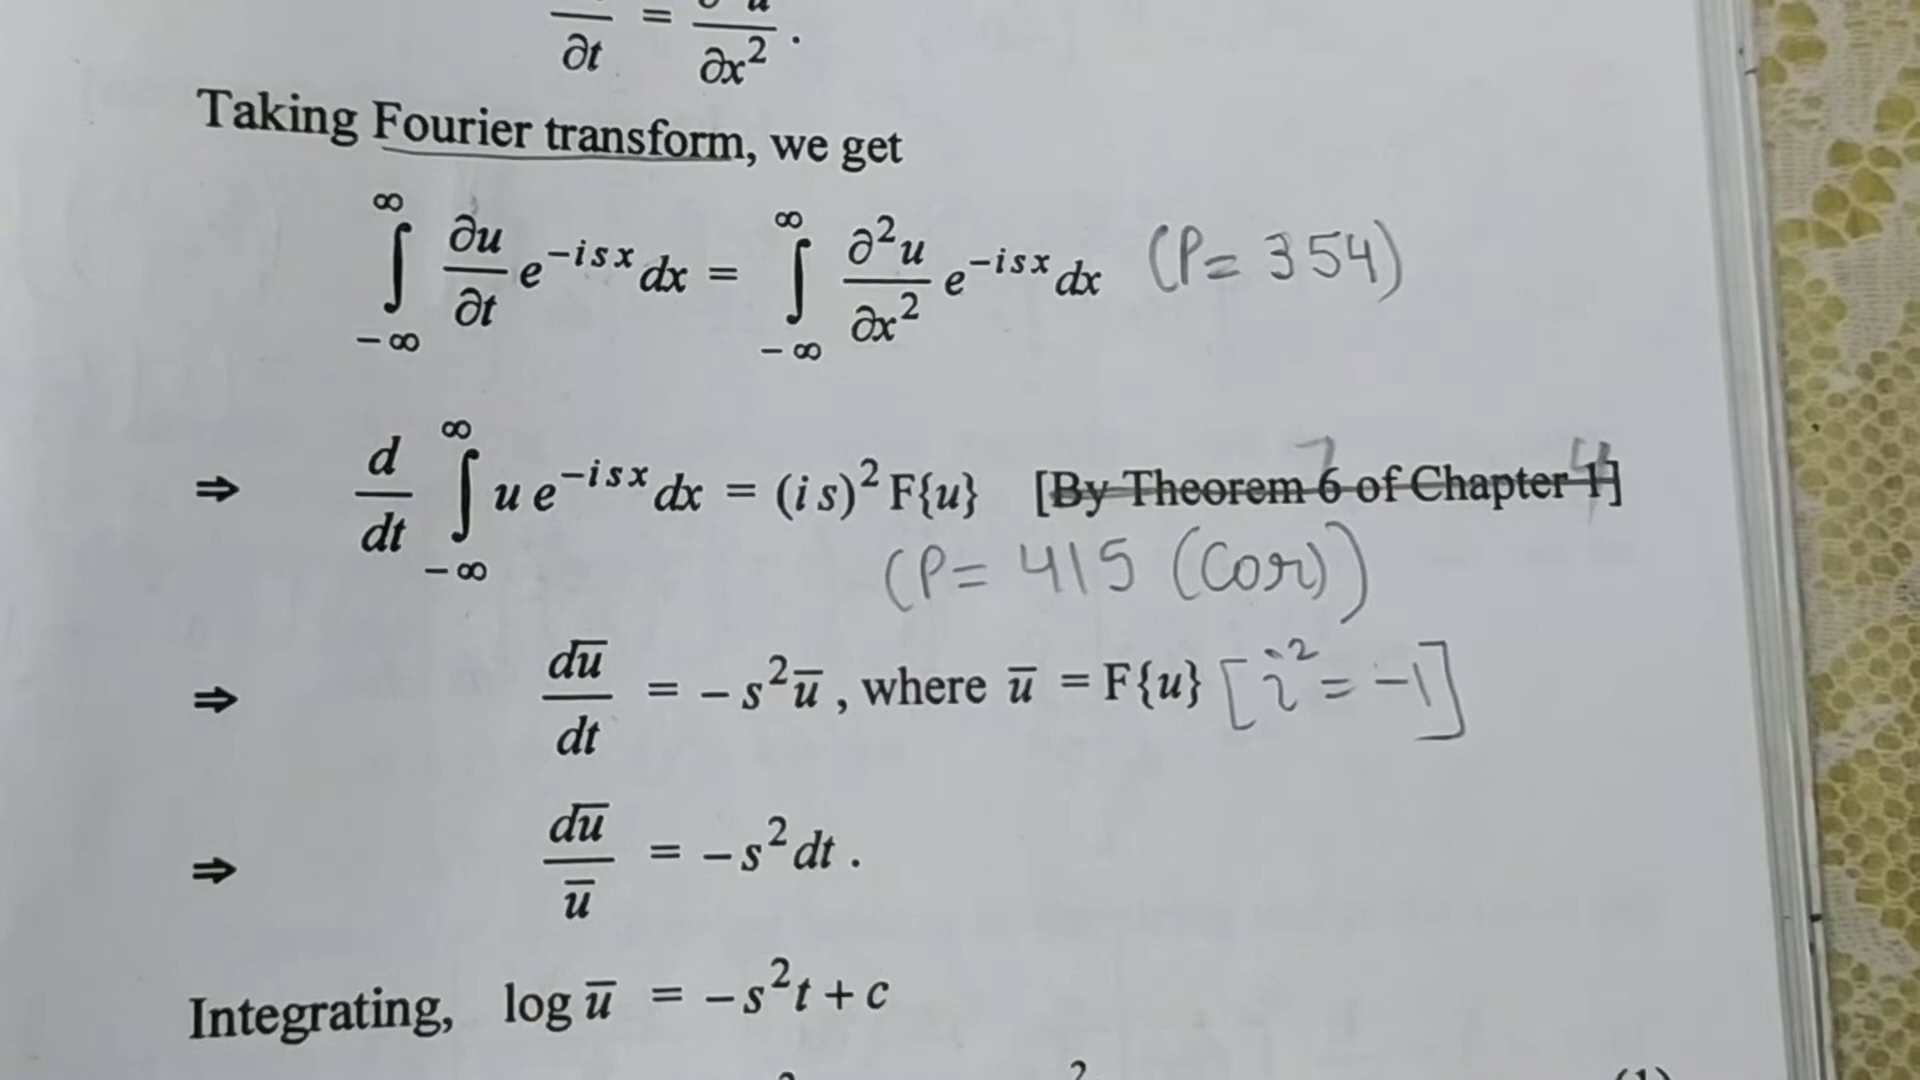 ∂t = ∂x² .
Taking Fourier transform, we get
∫_{-∞}^{∞} ∂u/∂t e^{-isx} dx = ∫_{-∞}^{∞} ∂²u/∂x² e^{-isx} dx (P= 354)
⇒ d/dt ∫_{-∞}^{∞} u e^{-isx} dx = (is)² F{u} [By Theorem 6 of Chapter 1] 7 4
(P= 415 (Cor))
⇒ dū/dt = -s²ū, where ū = F{u} [i² = -1]
⇒ dū/ū = -s² dt .
Integrating, log ū = -s²t + c